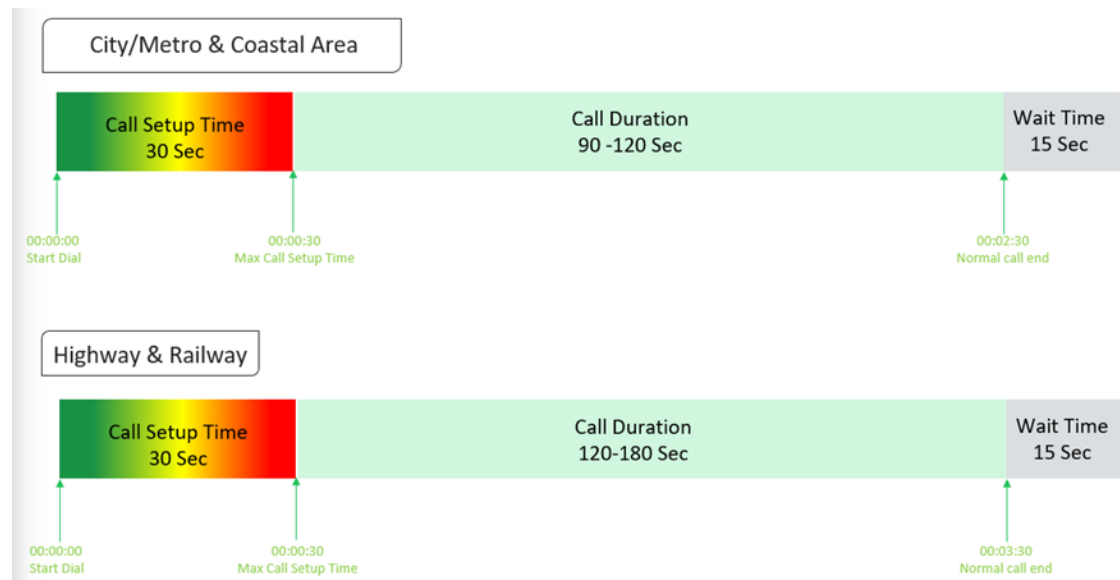 City/Metro & Coastal Area
Call Setup Time
30 Sec
Call Duration
90 -120 Sec
Wait Time
15 Sec
00:00:00
Start Dial
00:00:30
Max Call Setup Time
00:02:30
Normal call end
Highway & Railway
Call Setup Time
30 Sec
Call Duration
120-180 Sec
Wait Time
15 Sec
00:00:00
Start Dial
00:00:30
Max Call Setup Time
00:03:30
Normal call end